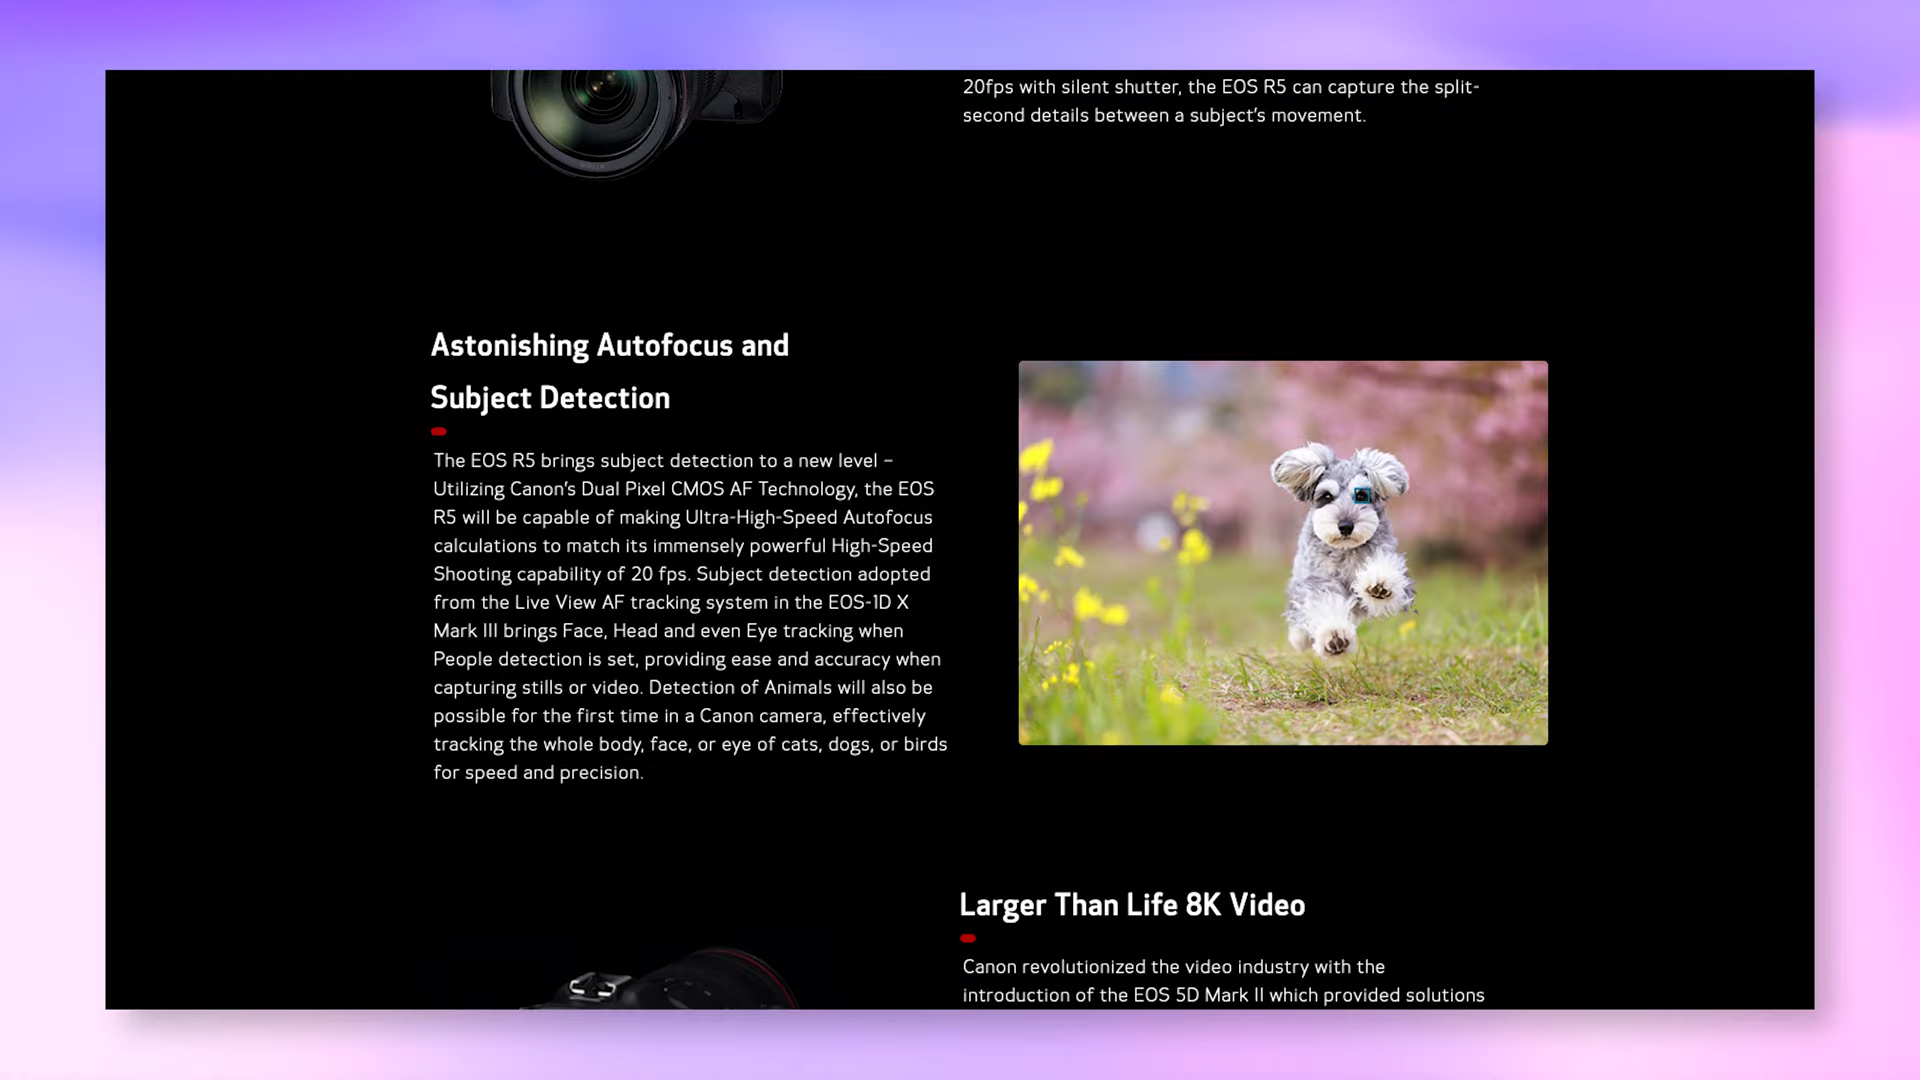 20fps with silent shutter, the EOS R5 can capture the split-
second details between a subject's movement.
Astonishing Autofocus and
Subject Detection
The EOS R5 brings subject detection to a new level –
Utilizing Canon's Dual Pixel CMOS AF Technology, the EOS
R5 will be capable of making Ultra-High-Speed Autofocus
calculations to match its immensely powerful High-Speed
Shooting capability of 20 fps. Subject detection adopted
from the Live View AF tracking system in the EOS-1D X
Mark III brings Face, Head and even Eye tracking when
People detection is set, providing ease and accuracy when
capturing stills or video. Detection of Animals will also be
possible for the first time in a Canon camera, effectively
tracking the whole body, face, or eye of cats, dogs, or birds
for speed and precision.
Larger Than Life 8K Video
Canon revolutionized the video industry with the
introduction of the EOS 5D Mark II which provided solutions